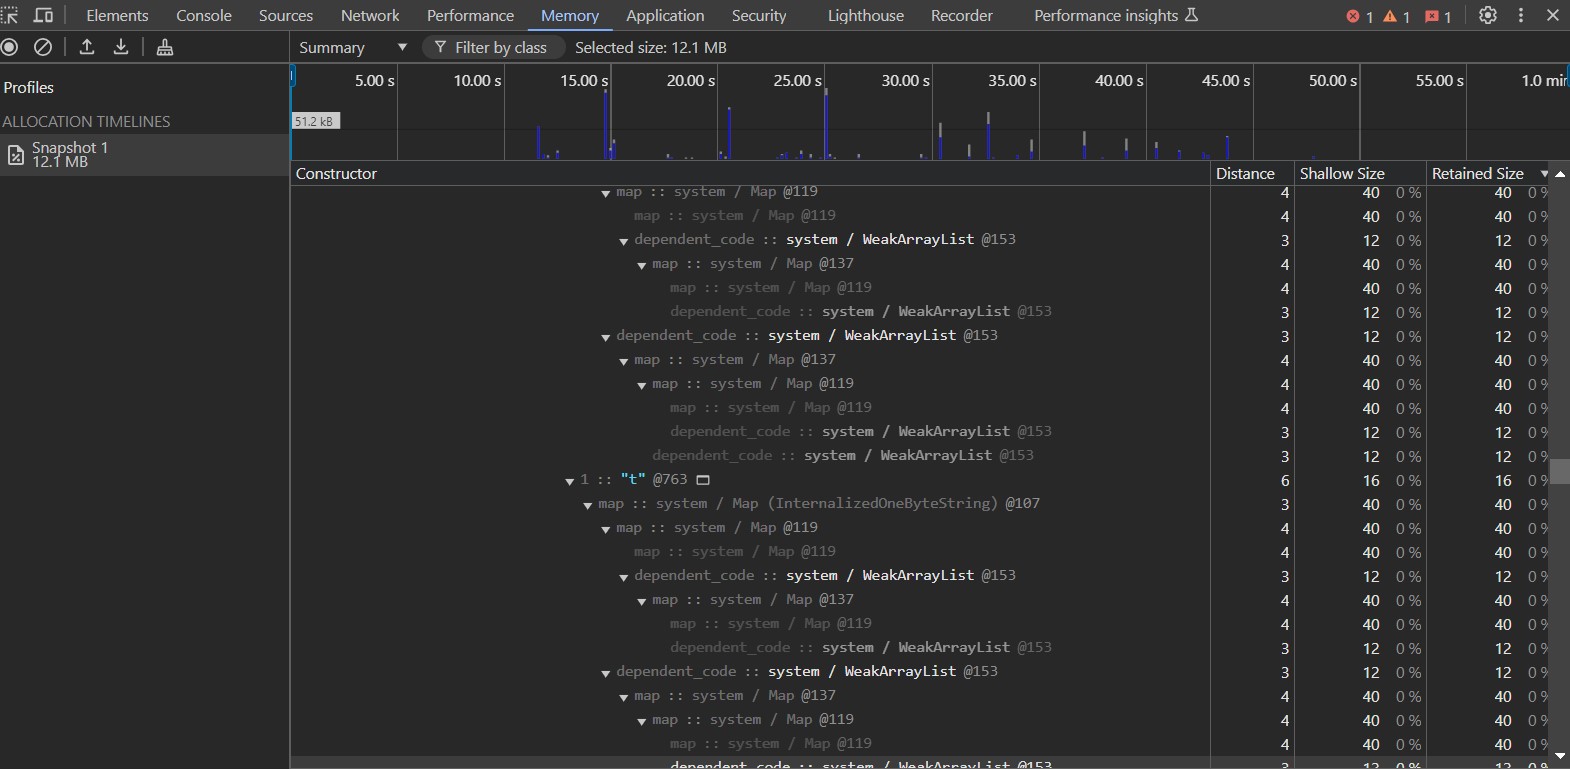 Elements Console Sources Network Performance Memory Application Security Lighthouse Recorder Performance insights 1 1 1
Summary Filter by class Selected size: 12.1 MB
Profiles
ALLOCATION TIMELINES
Snapshot 1
12.1 MB
5.00 s 10.00 s 15.00 s 20.00 s 25.00 s 30.00 s 35.00 s 40.00 s 45.00 s 50.00 s 55.00 s 1.0 min
51.2 kB
Constructor Distance Shallow Size Retained Size
map :: system / Map @119 4 40 0 % 40 0 %
map :: system / Map @119 4 40 0 % 40 0 %
dependent_code :: system / WeakArrayList @153 3 12 0 % 12 0 %
map :: system / Map @137 4 40 0 % 40 0 %
map :: system / Map @119 4 40 0 % 40 0 %
dependent_code :: system / WeakArrayList @153 3 12 0 % 12 0 %
dependent_code :: system / WeakArrayList @153 3 12 0 % 12 0 %
map :: system / Map @137 4 40 0 % 40 0 %
map :: system / Map @119 4 40 0 % 40 0 %
map :: system / Map @119 4 40 0 % 40 0 %
dependent_code :: system / WeakArrayList @153 3 12 0 % 12 0 %
dependent_code :: system / WeakArrayList @153 3 12 0 % 12 0 %
1 :: "t" @763 6 16 0 % 16 0 %
map :: system / Map (InternalizedOneByteString) @107 3 40 0 % 40 0 %
map :: system / Map @119 4 40 0 % 40 0 %
map :: system / Map @119 4 40 0 % 40 0 %
dependent_code :: system / WeakArrayList @153 3 12 0 % 12 0 %
map :: system / Map @137 4 40 0 % 40 0 %
map :: system / Map @119 4 40 0 % 40 0 %
dependent_code :: system / WeakArrayList @153 3 12 0 % 12 0 %
dependent_code :: system / WeakArrayList @153 3 12 0 % 12 0 %
map :: system / Map @137 4 40 0 % 40 0 %
map :: system / Map @119 4 40 0 % 40 0 %
map :: system / Map @119 4 40 0 % 40 0 %
dependent_code :: system / WeakArrayList @153 3 12 0 % 12 0 %